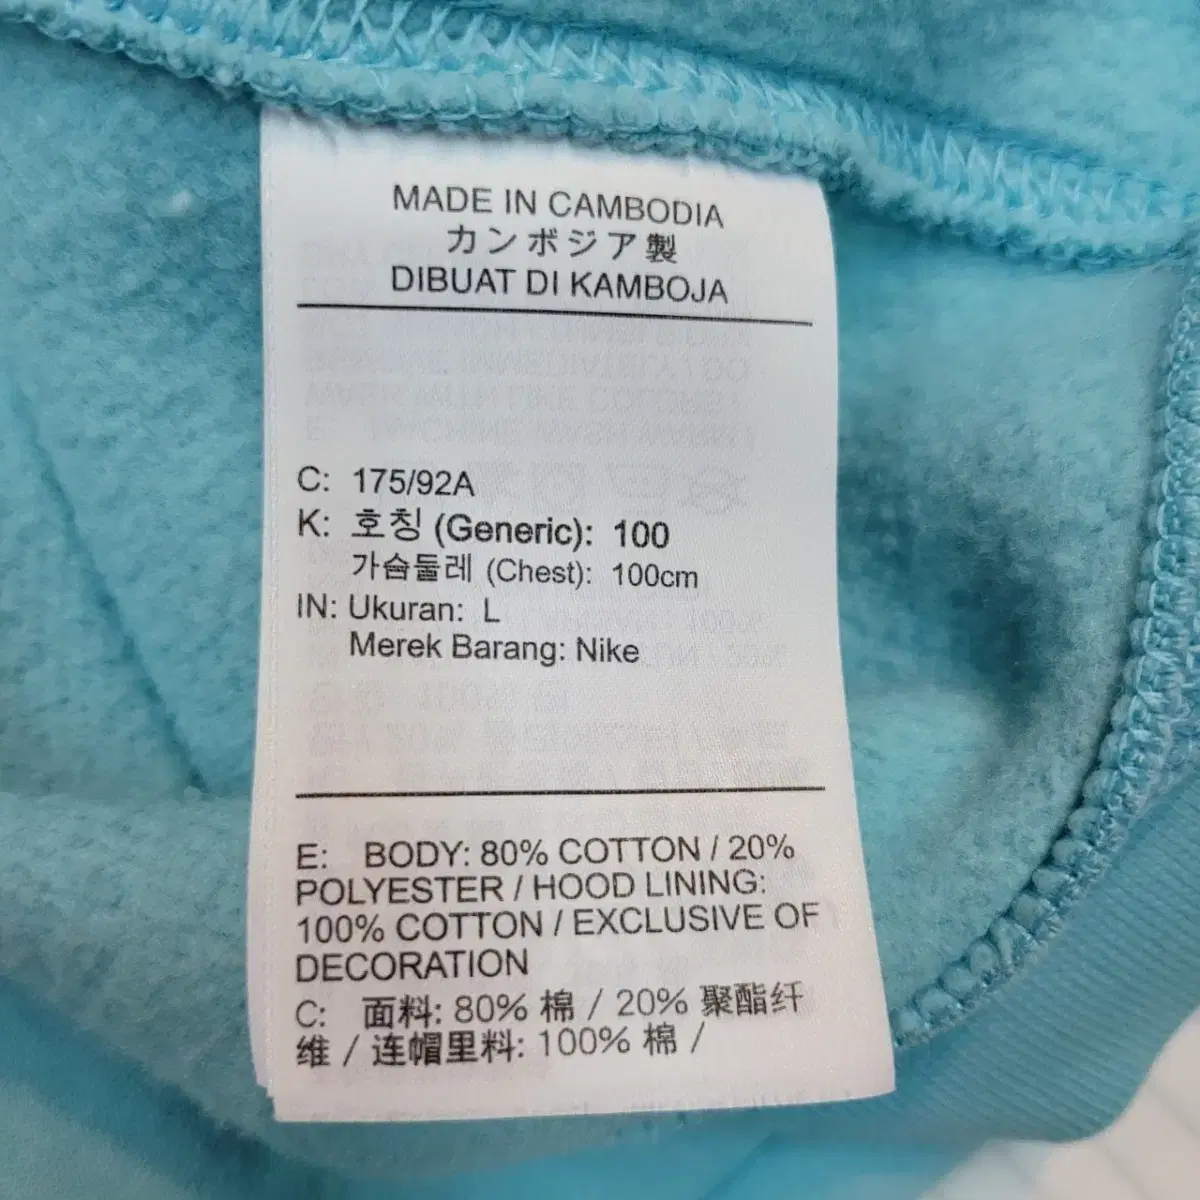 MADE IN CAMBODIA
カンボジア製
DIBUAT DI KAMBOJA
C: 175/92A
K: 호칭 (Generic): 100
가슴둘레 (Chest): 100cm
IN: Ukuran: L
Merek Barang: Nike
E: BODY: 80% COTTON / 20%
POLYESTER / HOOD LINING:
100% COTTON / EXCLUSIVE OF
DECORATION
C: 面料: 80% 棉 / 20% 聚酯纤
维 / 连帽里料: 100% 棉 /